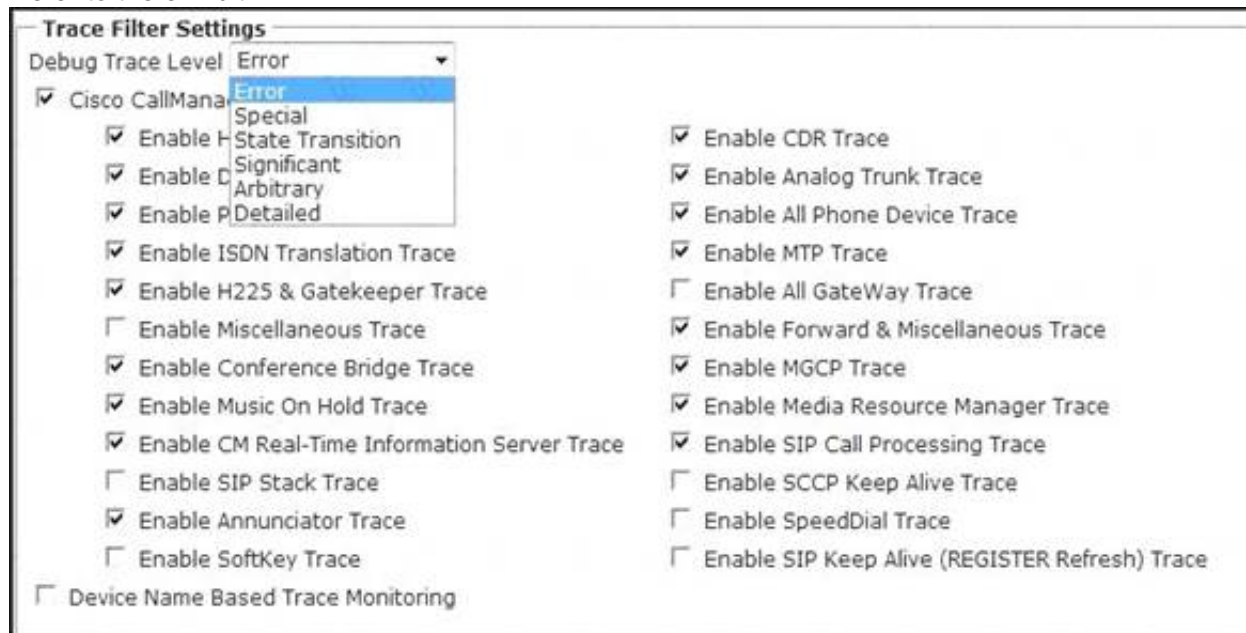 Trace Filter Settings
Debug Trace Level Error
Error
Special
State Transition
Significant
Arbitrary
Detailed
Cisco CallMana
Enable H
Enable CDR Trace
Enable D
Enable Analog Trunk Trace
Enable P
Enable All Phone Device Trace
Enable ISDN Translation Trace
Enable MTP Trace
Enable H225 & Gatekeeper Trace
Enable All GateWay Trace
Enable Miscellaneous Trace
Enable Forward & Miscellaneous Trace
Enable Conference Bridge Trace
Enable MGCP Trace
Enable Music On Hold Trace
Enable Media Resource Manager Trace
Enable CM Real-Time Information Server Trace
Enable SIP Call Processing Trace
Enable SIP Stack Trace
Enable SCCP Keep Alive Trace
Enable Annunciator Trace
Enable SpeedDial Trace
Enable SoftKey Trace
Enable SIP Keep Alive (REGISTER Refresh) Trace
Device Name Based Trace Monitoring